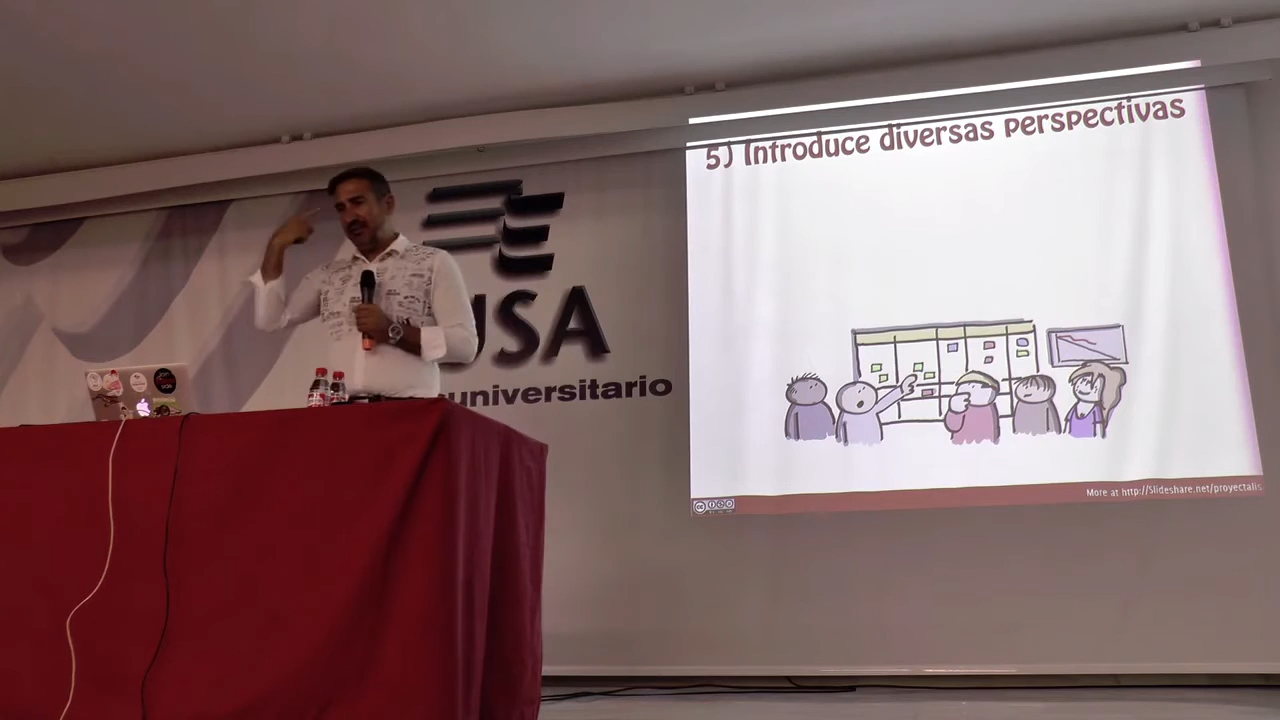 5) Introduce diversas perspectivas
USA
universitario
More at http://Slideshare.net/proyectalis